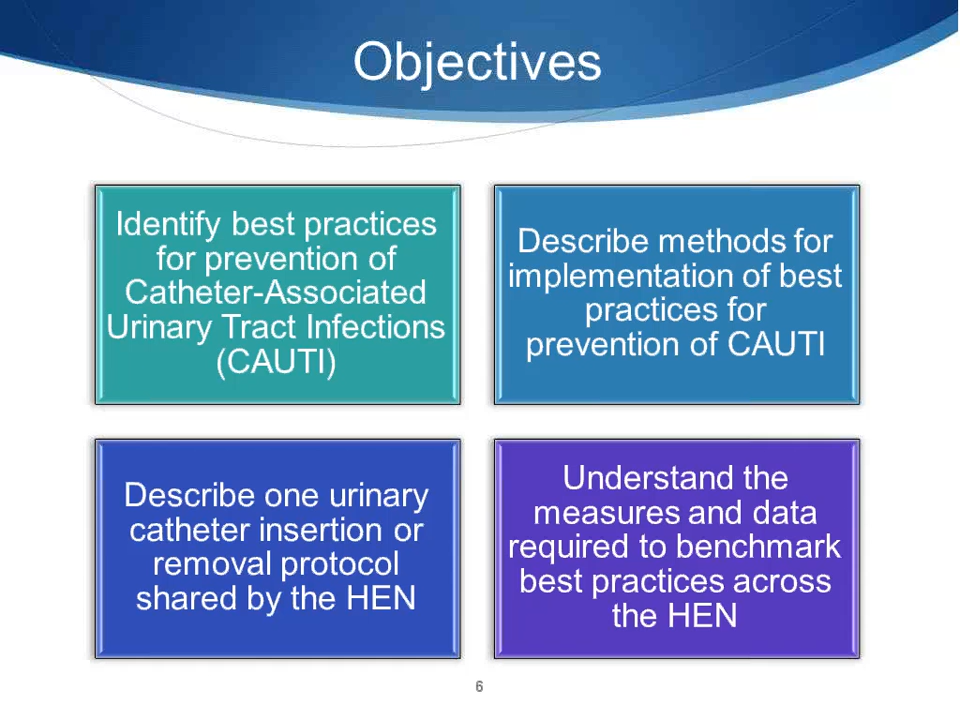 Objectives
Identify best practices
for prevention of
Catheter-Associated
Urinary Tract Infections
(CAUTI)
Describe methods for
implementation of best
practices for
prevention of CAUTI
Describe one urinary
catheter insertion or
removal protocol
shared by the HEN
Understand the
measures and data
required to benchmark
best practices across
the HEN
6